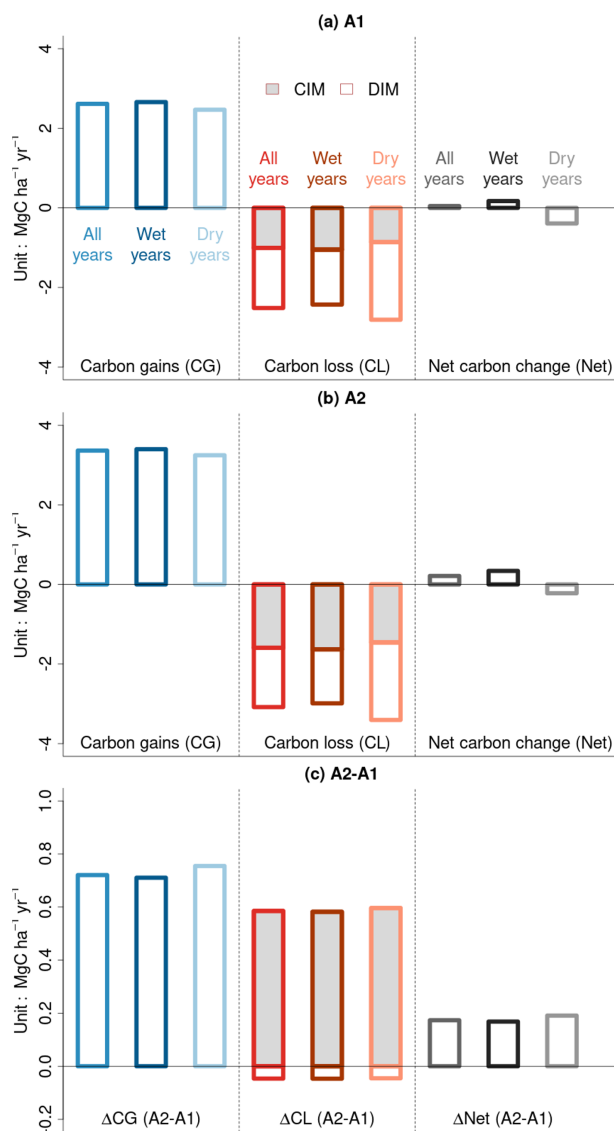 (a) A1
Unit : MgC ha⁻¹ yr⁻¹
4
2
0
-2
-4
CIM
DIM
All years
Wet years
Dry years
All years
Wet years
Dry years
All years
Wet years
Dry years
Carbon gains (CG)
Carbon loss (CL)
Net carbon change (Net)
(b) A2
Unit : MgC ha⁻¹ yr⁻¹
4
2
0
-2
-4
Carbon gains (CG)
Carbon loss (CL)
Net carbon change (Net)
(c) A2-A1
Unit : MgC ha⁻¹ yr⁻¹
1.0
0.8
0.6
0.4
0.2
0.0
-0.2
ΔCG (A2-A1)
ΔCL (A2-A1)
ΔNet (A2-A1)